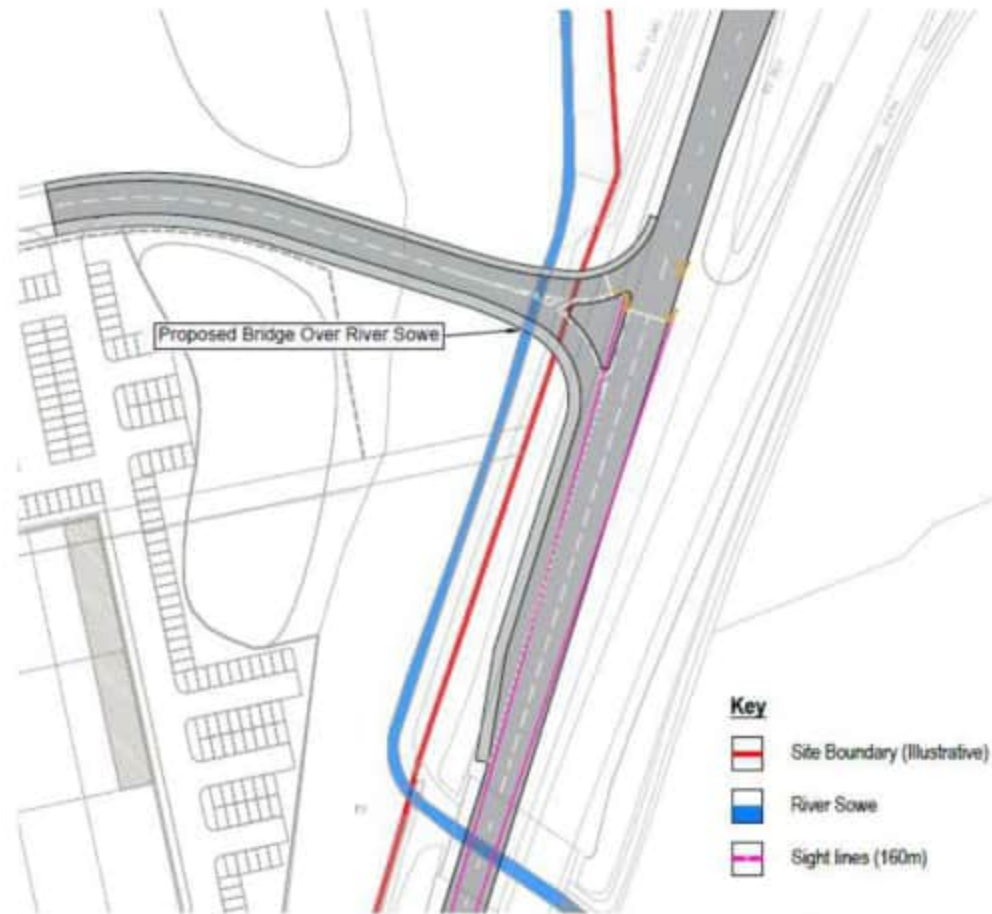 Proposed Bridge Over River Sowe
Key
Site Boundary (Illustrative)
River Sowe
Sight lines (160m)